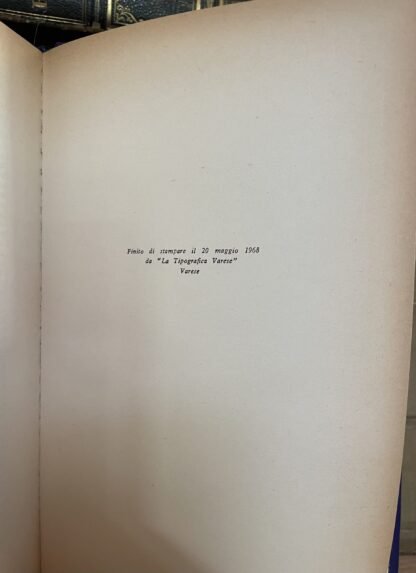 Finito di stampare il 20 maggio 1968
da "La Tipografica Varese"
Varese